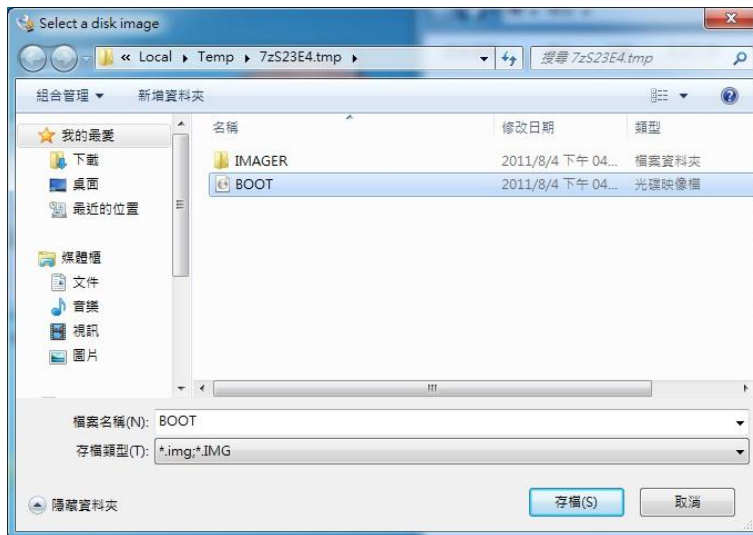 Select a disk image
« Local ▸ Temp ▸ 7zS23E4.tmp ▸
搜尋 7zS23E4.tmp
組合管理 ▼ 新增資料夾
我的最愛
下載
桌面
最近的位置
媒體櫃
文件
音樂
視訊
圖片
名稱 修改日期 類型
IMAGER 2011/8/4 下午 04... 檔案資料夾
BOOT 2011/8/4 下午 04... 光碟映像檔
檔案名稱(N): BOOT
存檔類型(T): *.img;*.IMG
隱藏資料夾
存檔(S) 取消